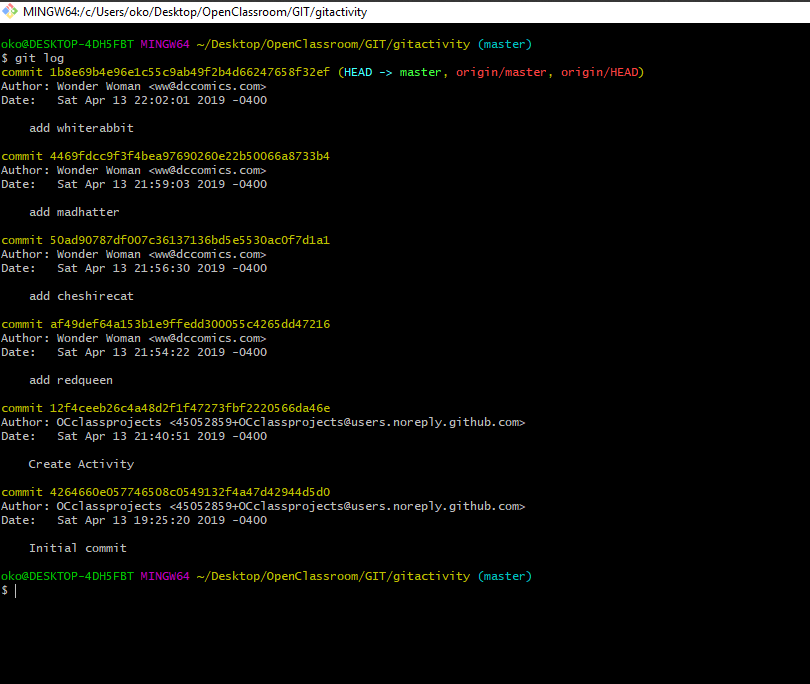 MINGW64:/c/Users/oko/Desktop/OpenClassroom/GIT/gitactivity
oko@DESKTOP-4DH5FBT MINGW64 ~/Desktop/OpenClassroom/GIT/gitactivity (master)
$ git log
commit 1b8e69b4e96e1c55c9ab49f2b4d66247658f32ef (HEAD -> master, origin/master, origin/HEAD)
Author: Wonder Woman <ww@dccomics.com>
Date:   Sat Apr 13 22:02:01 2019 -0400
    add whiterabbit
commit 4469fdcc9f3f4bea97690260e22b50066a8733b4
Author: Wonder Woman <ww@dccomics.com>
Date:   Sat Apr 13 21:59:03 2019 -0400
    add madhatter
commit 50ad90787df007c36137136bd5e5530ac0f7d1a1
Author: Wonder Woman <ww@dccomics.com>
Date:   Sat Apr 13 21:56:30 2019 -0400
    add cheshirecat
commit af49def64a153b1e9ffedd300055c4265dd47216
Author: Wonder Woman <ww@dccomics.com>
Date:   Sat Apr 13 21:54:22 2019 -0400
    add redqueen
commit 12f4ceeb26c4a48d2f1f47273fbf2220566da46e
Author: OCclassprojects <45052859+OCclassprojects@users.noreply.github.com>
Date:   Sat Apr 13 21:40:51 2019 -0400
    Create Activity
commit 4264660e057746508c0549132f4a47d42944d5d0
Author: OCclassprojects <45052859+OCclassprojects@users.noreply.github.com>
Date:   Sat Apr 13 19:25:20 2019 -0400
    Initial commit
oko@DESKTOP-4DH5FBT MINGW64 ~/Desktop/OpenClassroom/GIT/gitactivity (master)
$